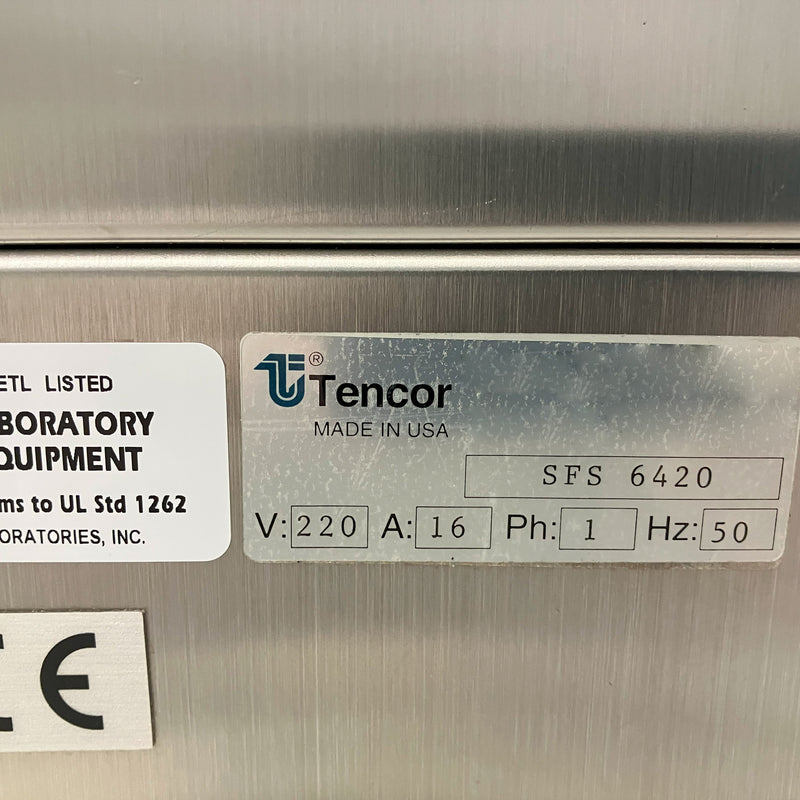 ETL LISTED
BORATORY
QUIPMENT
ms to UL Std 1262
ORATORIES, INC.
CE
® Tencor
MADE IN USA
SFS 6420
V: 220 A: 16 Ph: 1 Hz: 50